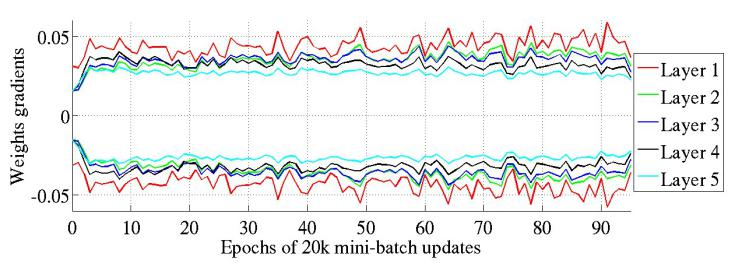 Weights gradients
0.05
0
-0.05
0 10 20 30 40 50 60 70 80 90
Epochs of 20k mini-batch updates
Layer 1
Layer 2
Layer 3
Layer 4
Layer 5